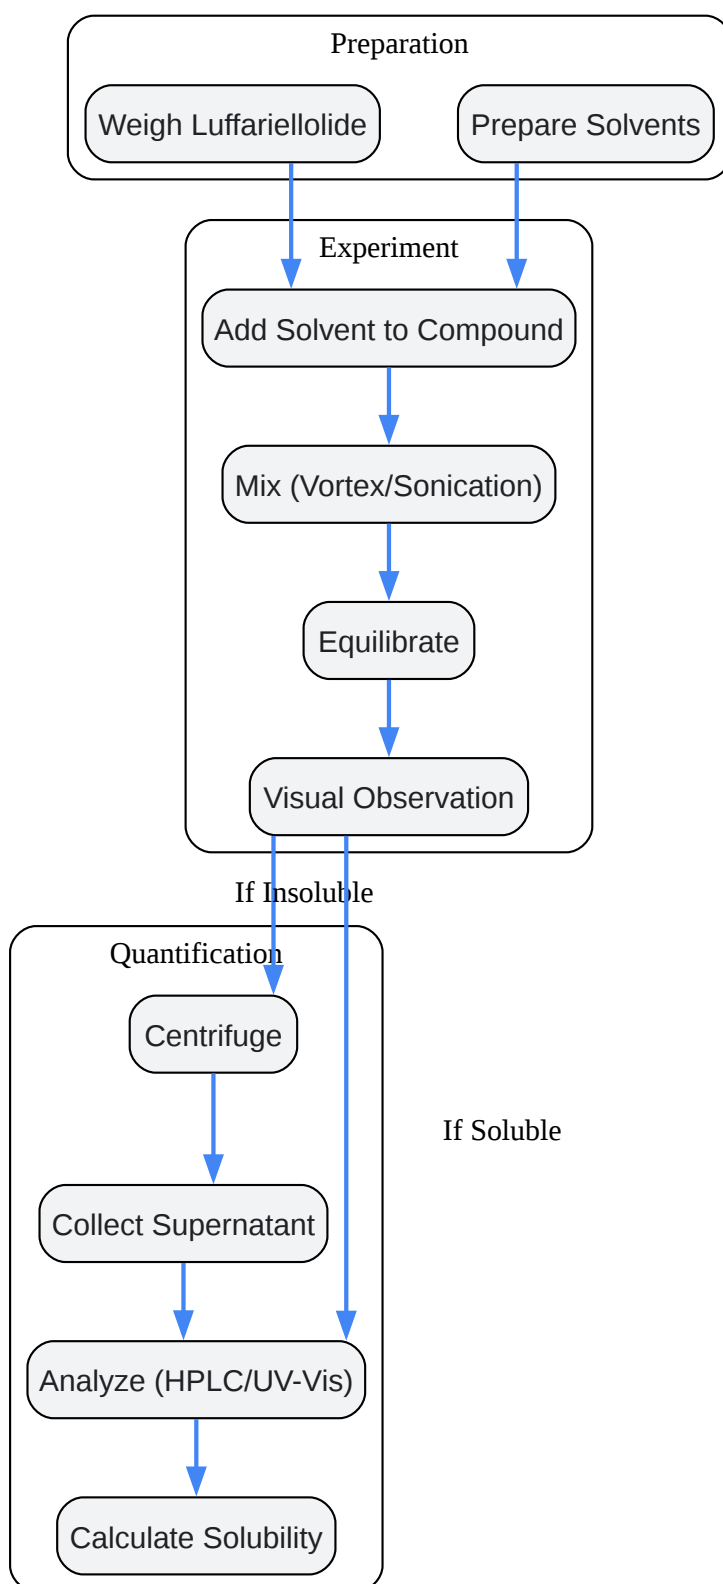 Preparation
Weigh Luffariellolide
Prepare Solvents
Experiment
Add Solvent to Compound
Mix (Vortex/Sonication)
Equilibrate
Visual Observation
If Insoluble
Quantification
Centrifuge
If Soluble
Collect Supernatant
Analyze (HPLC/UV-Vis)
Calculate Solubility